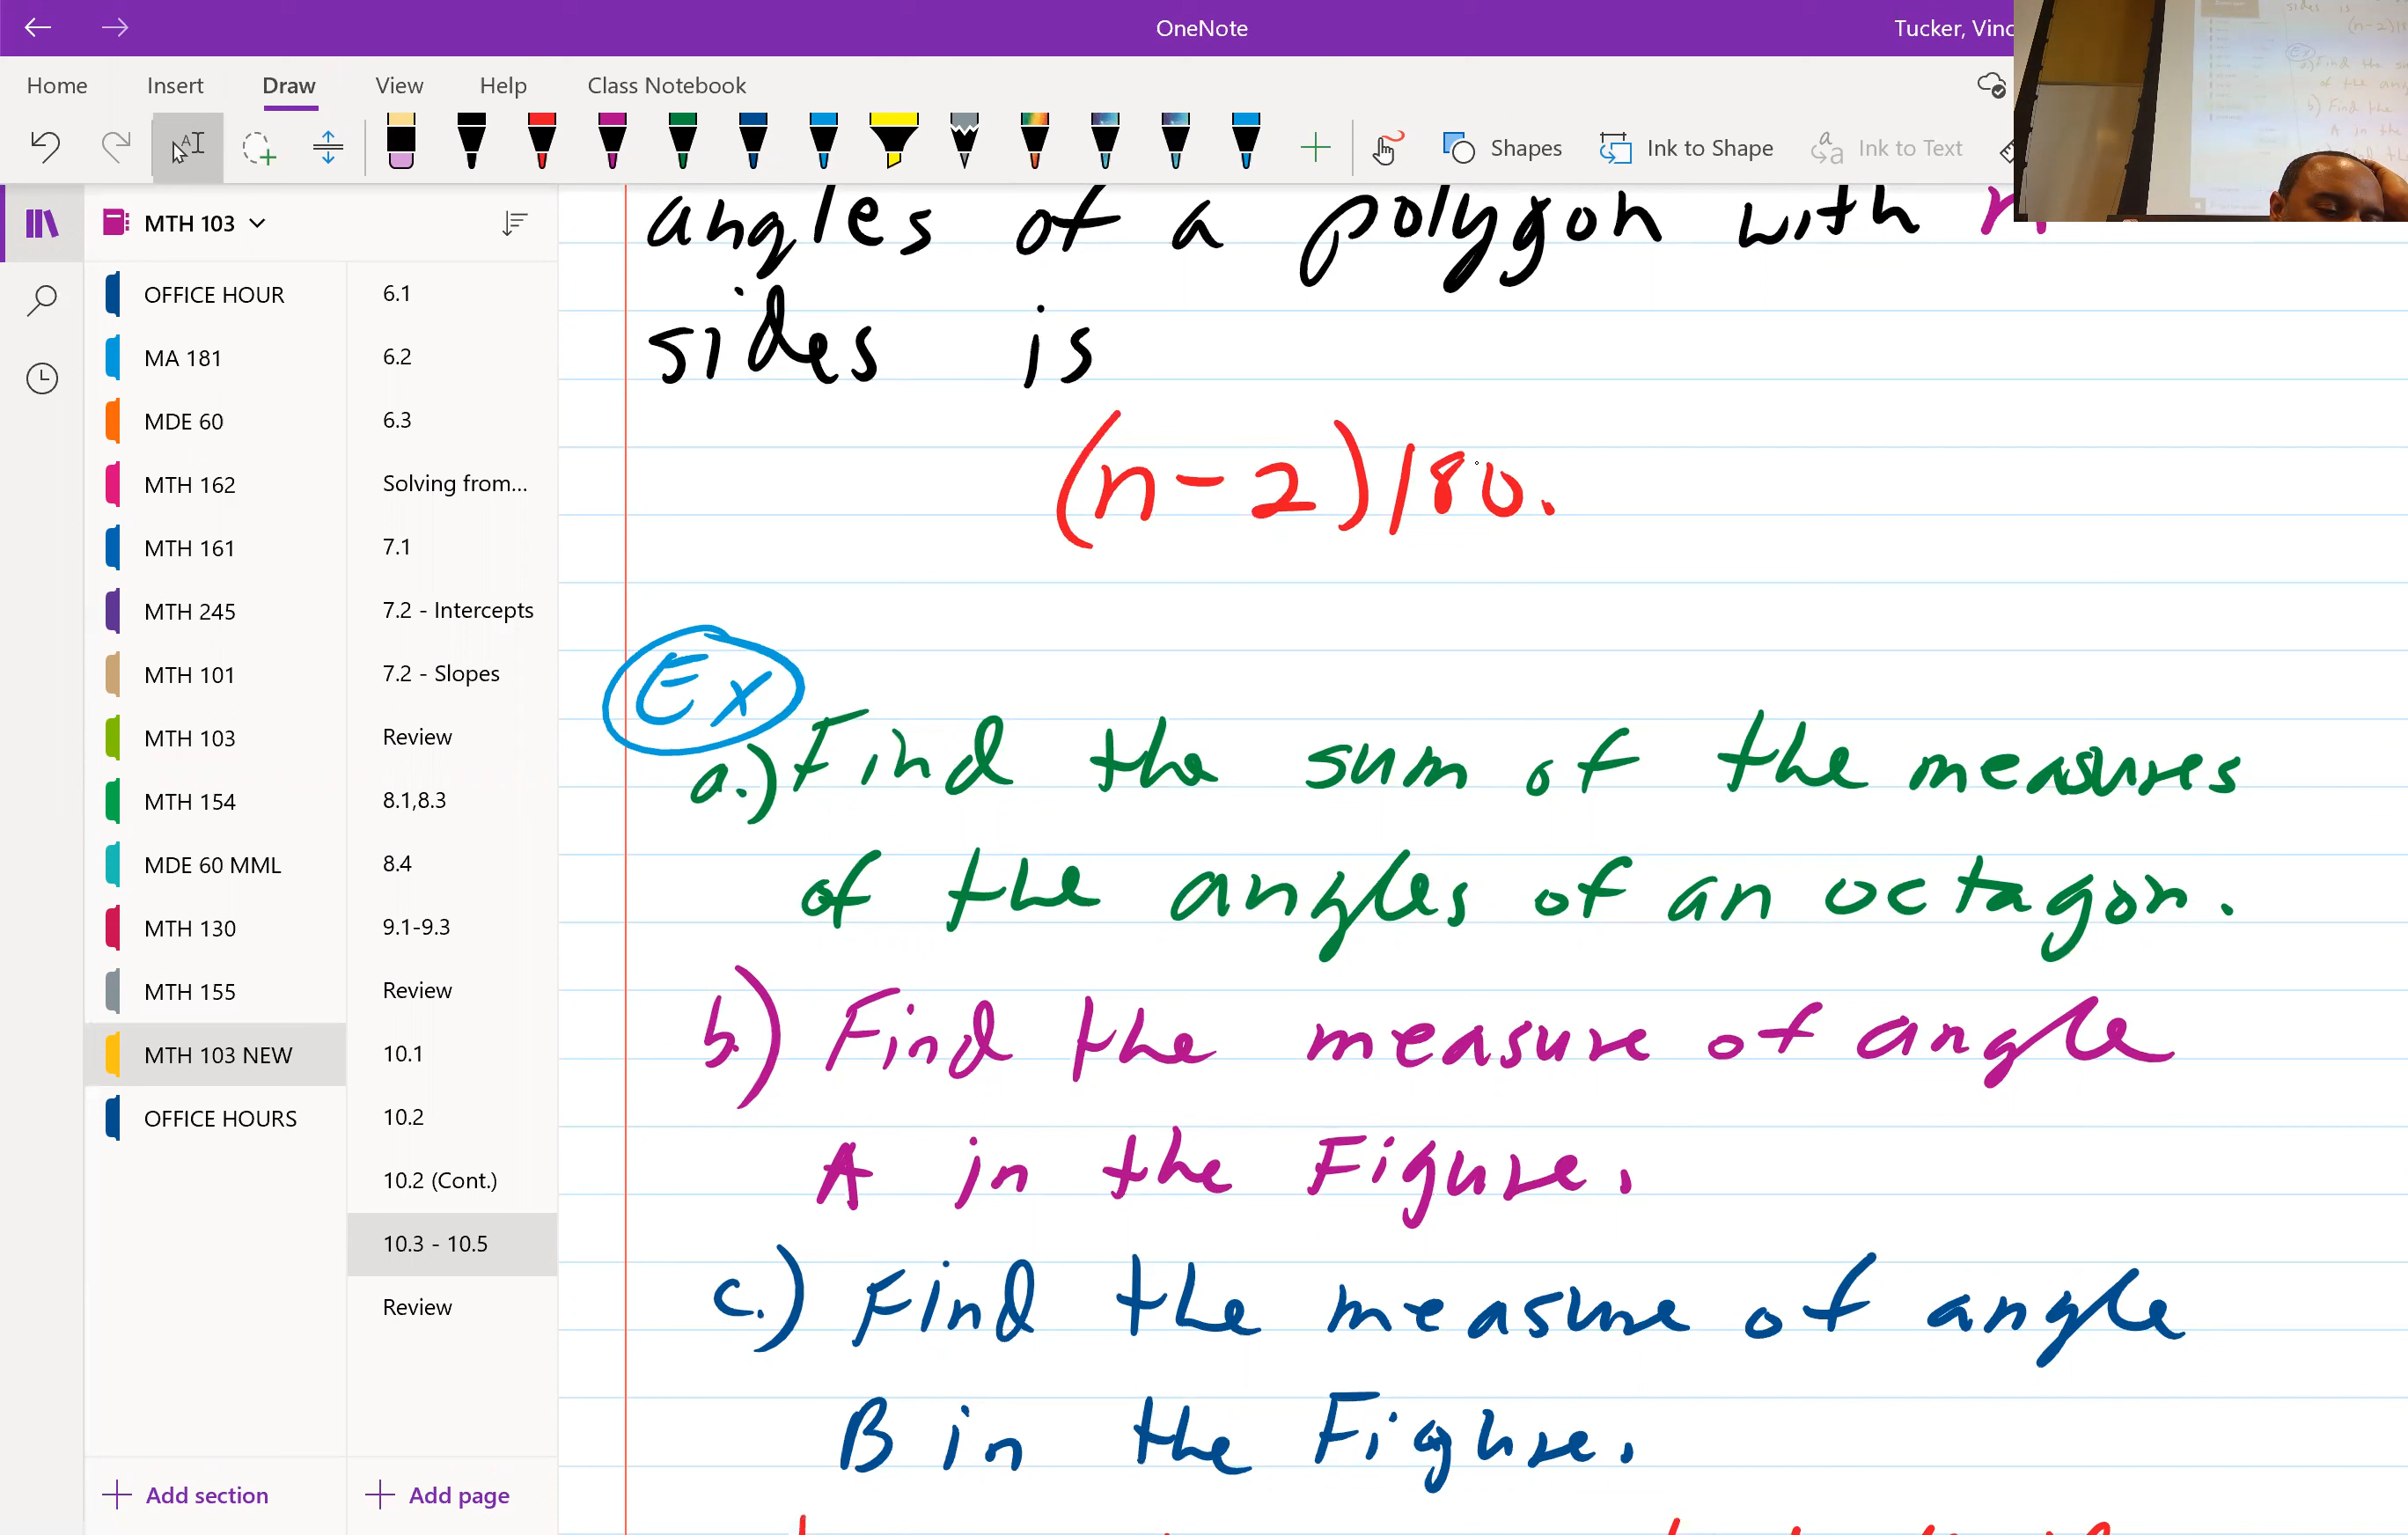 OneNote
Tucker, Vinc
Home Insert Draw View Help Class Notebook
Shapes Ink to Shape Ink to Text
MTH 103
OFFICE HOUR
MA 181
MDE 60
MTH 162
MTH 161
MTH 245
MTH 101
MTH 103
MTH 154
MDE 60 MML
MTH 130
MTH 155
MTH 103 NEW
OFFICE HOURS
Add section
6.1
6.2
6.3
Solving from...
7.1
7.2 - Intercepts
7.2 - Slopes
Review
8.1,8.3
8.4
9.1-9.3
Review
10.1
10.2
10.2 (Cont.)
10.3 - 10.5
Review
Add page
angles of a polygon with n
sides is
(n-2)180.
Ex
a.) Find the sum of the measures
of the angles of an octagon.
b.) Find the measure of angle
A in the Figure.
c.) Find the measure of angle
B in the Figure.